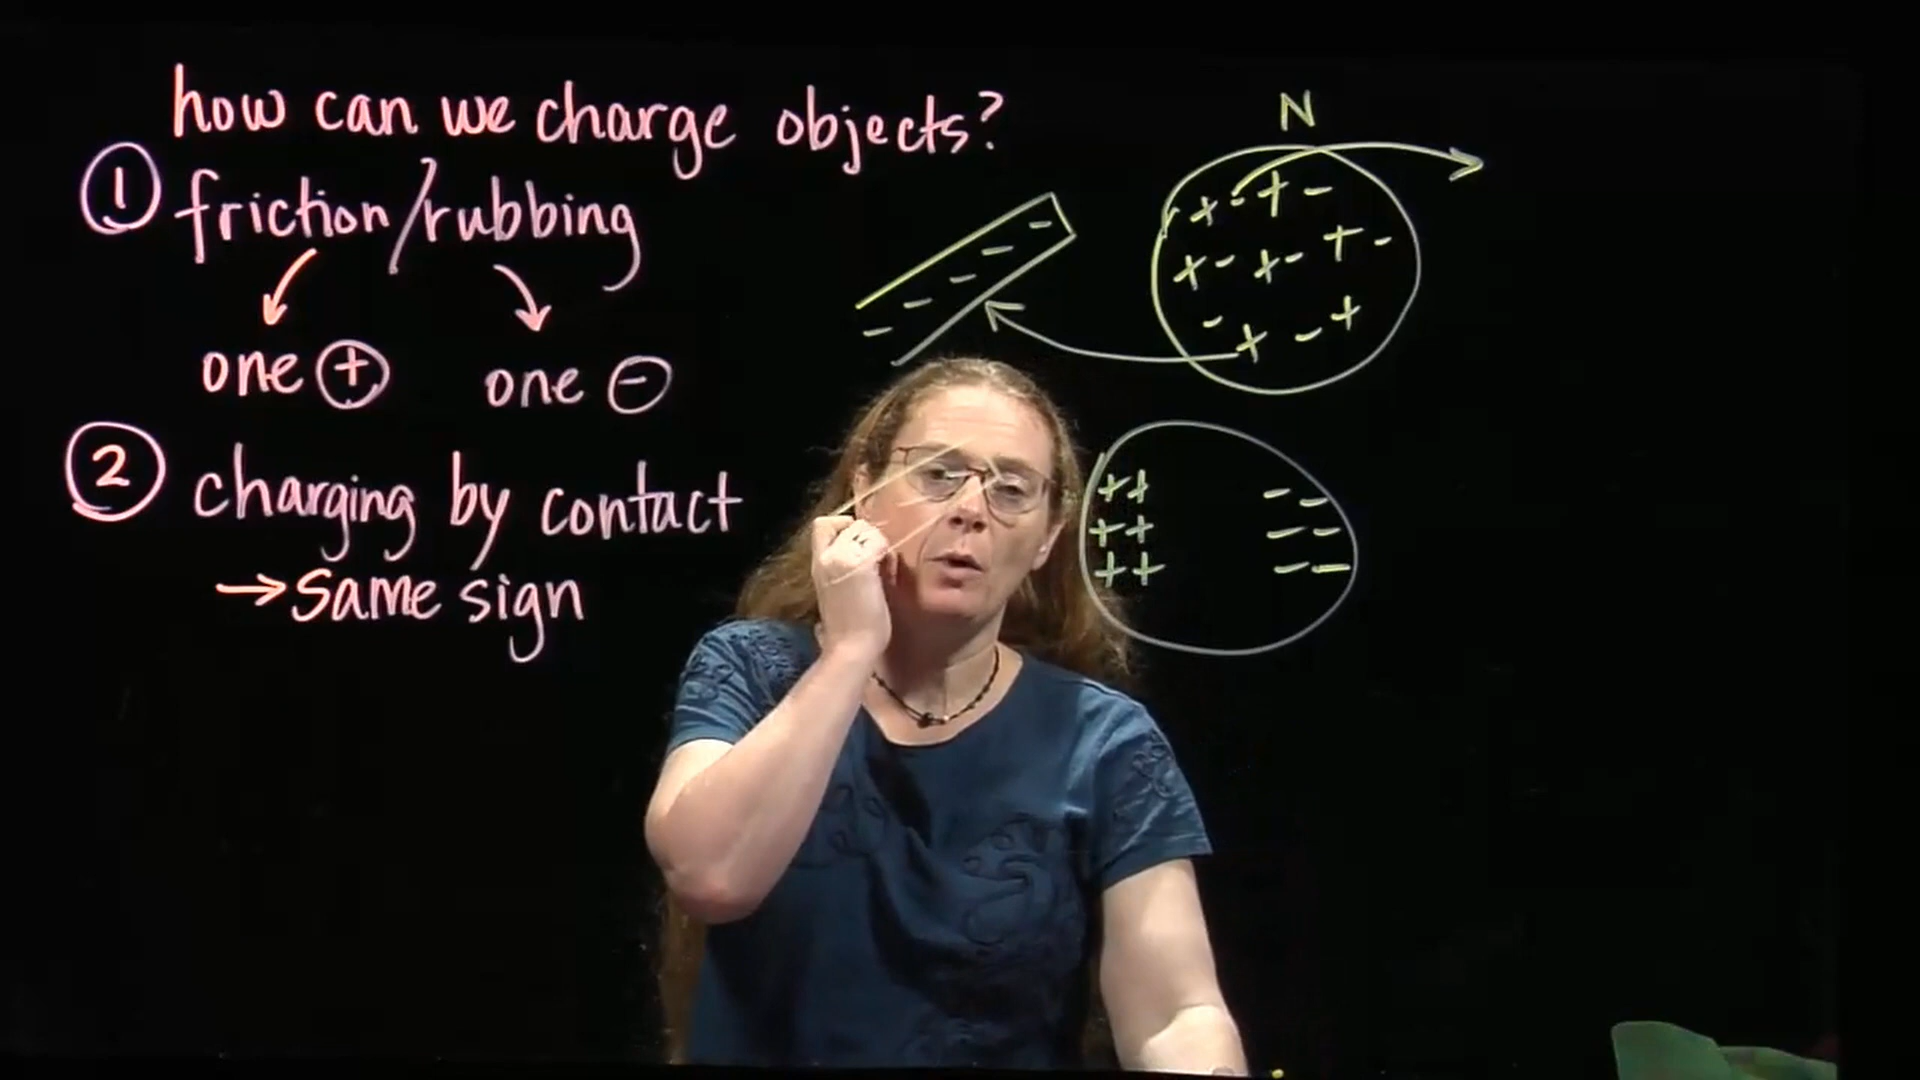 how can we charge objects?
① friction/rubbing
one ⊕ one ⊖
② charging by contact
→ same sign
N
- - - - -
+ - + -
+ - + - + -
- + - +
++ - -
++ - -
++ - -